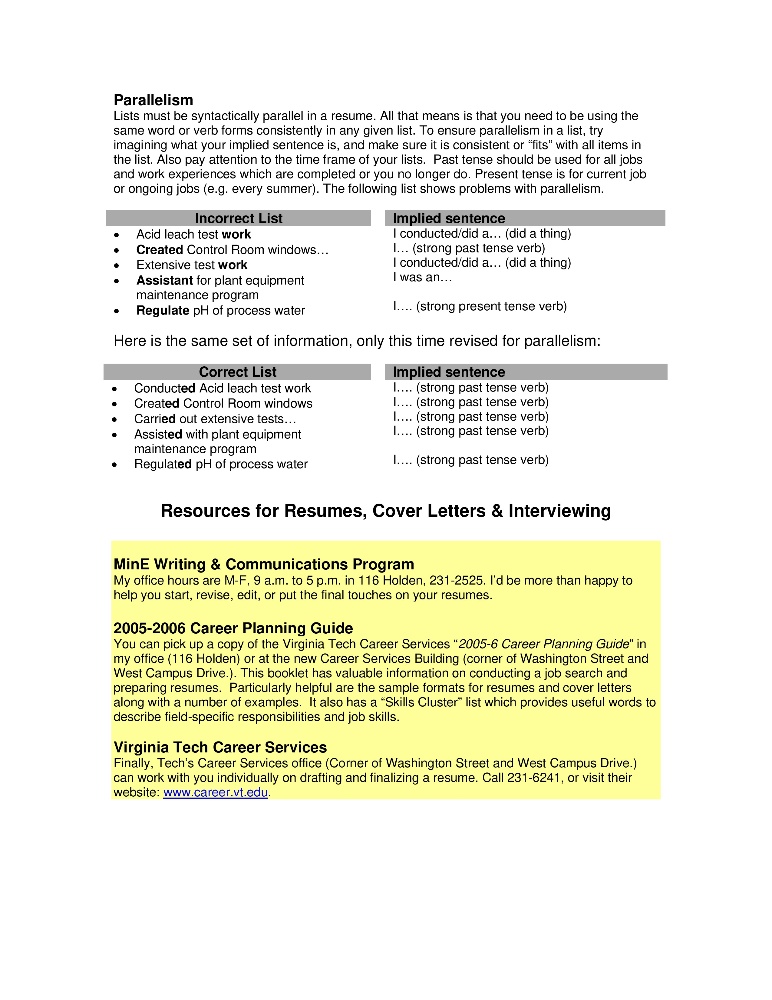 Parallelism
Lists must be syntactically parallel in a resume. All that means is that you need to be using the
same word or verb forms consistently in any given list. To ensure parallelism in a list, try
imagining what your implied sentence is, and make sure it is consistent or “fits” with all items in
the list. Also pay attention to the time frame of your lists.  Past tense should be used for all jobs
and work experiences which are completed or you no longer do. Present tense is for current job
or ongoing jobs (e.g. every summer). The following list shows problems with parallelism.
Incorrect List
• Acid leach test work
• Created Control Room windows…
• Extensive test work
• Assistant for plant equipment
maintenance program
• Regulate pH of process water
Implied sentence
I conducted/did a… (did a thing)
I… (strong past tense verb)
I conducted/did a… (did a thing)
I was an…
I…. (strong present tense verb)
Here is the same set of information, only this time revised for parallelism:
Correct List
• Conducted Acid leach test work
• Created Control Room windows
• Carried out extensive tests…
• Assisted with plant equipment
maintenance program
• Regulated pH of process water
Implied sentence
I…. (strong past tense verb)
I…. (strong past tense verb)
I…. (strong past tense verb)
I…. (strong past tense verb)
I…. (strong past tense verb)
Resources for Resumes, Cover Letters & Interviewing
MinE Writing & Communications Program
My office hours are M-F, 9 a.m. to 5 p.m. in 116 Holden, 231-2525. I’d be more than happy to
help you start, revise, edit, or put the final touches on your resumes.
2005-2006 Career Planning Guide
You can pick up a copy of the Virginia Tech Career Services “2005-6 Career Planning Guide” in
my office (116 Holden) or at the new Career Services Building (corner of Washington Street and
West Campus Drive.). This booklet has valuable information on conducting a job search and
preparing resumes.  Particularly helpful are the sample formats for resumes and cover letters
along with a number of examples.  It also has a “Skills Cluster” list which provides useful words to
describe field-specific responsibilities and job skills.
Virginia Tech Career Services
Finally, Tech’s Career Services office (Corner of Washington Street and West Campus Drive.)
can work with you individually on drafting and finalizing a resume. Call 231-6241, or visit their
website: www.career.vt.edu.